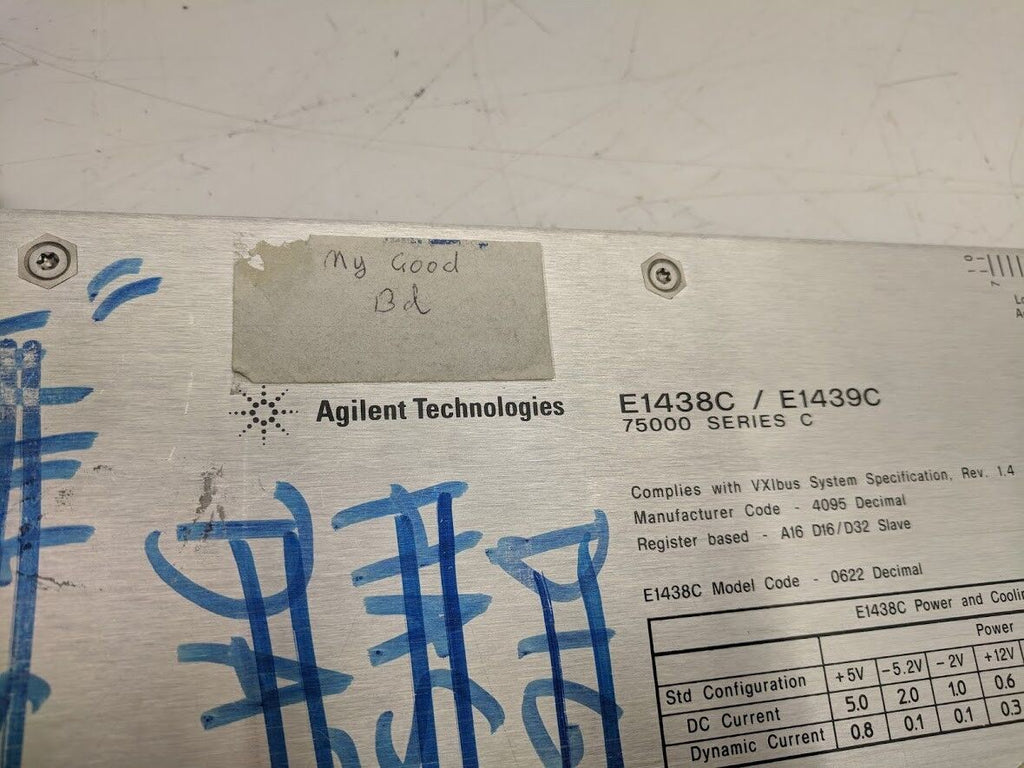 My Good
Bd
Agilent Technologies
E1438C / E1439C
75000 SERIES C
Complies with VXIbus System Specification, Rev. 1.4
Manufacturer Code - 4095 Decimal
Register based - A16 D16/D32 Slave
E1438C Model Code - 0622 Decimal
E1438C Power and Coolin
Power
Std Configuration +5V -5.2V -2V +12V
DC Current 5.0 2.0 1.0 0.6
Dynamic Current 0.8 0.1 0.1 0.3